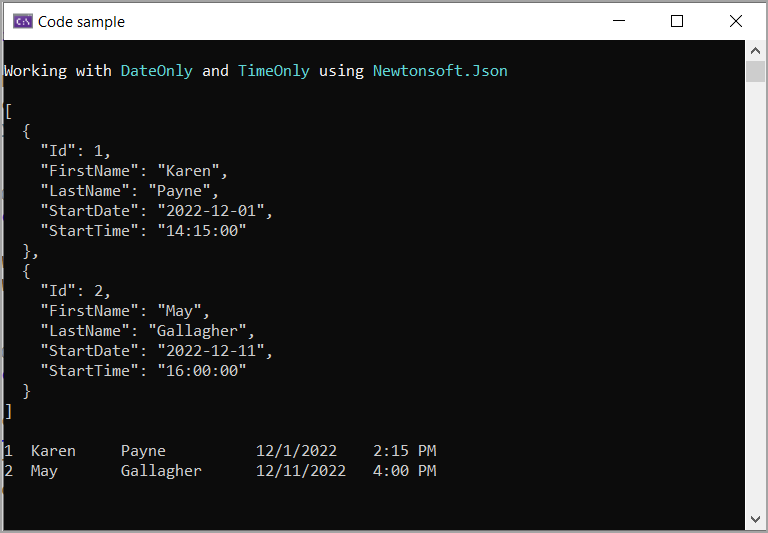 C:\ Code sample
Working with DateOnly and TimeOnly using Newtonsoft.Json
[
  {
    "Id": 1,
    "FirstName": "Karen",
    "LastName": "Payne",
    "StartDate": "2022-12-01",
    "StartTime": "14:15:00"
  },
  {
    "Id": 2,
    "FirstName": "May",
    "LastName": "Gallagher",
    "StartDate": "2022-12-11",
    "StartTime": "16:00:00"
  }
]
1  Karen     Payne          12/1/2022    2:15 PM
2  May       Gallagher      12/11/2022   4:00 PM